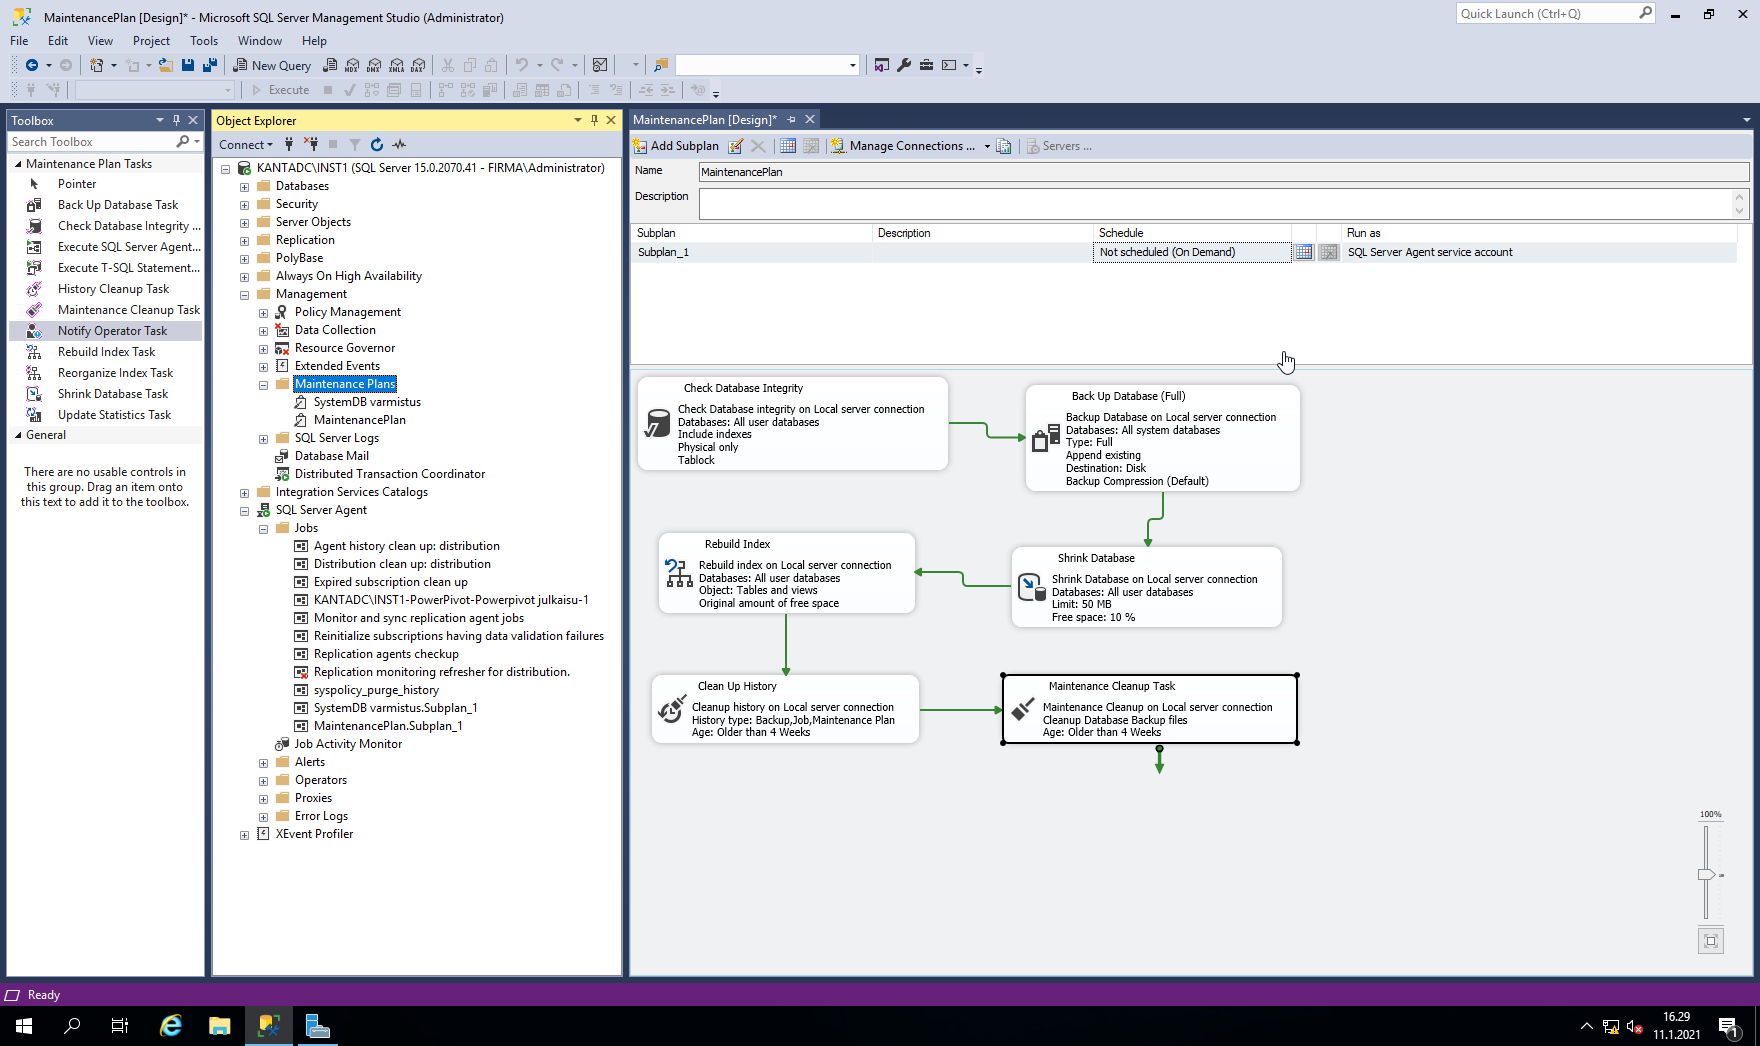 MaintenancePlan [Design]* - Microsoft SQL Server Management Studio (Administrator)
Quick Launch (Ctrl+Q)
File Edit View Project Tools Window Help
New Query
MDX
DMX
XMLA
DAX
Execute
Toolbox
Search Toolbox
Maintenance Plan Tasks
Pointer
Back Up Database Task
Check Database Integrity ...
Execute SQL Server Agent...
Execute T-SQL Statement...
History Cleanup Task
Maintenance Cleanup Task
Notify Operator Task
Rebuild Index Task
Reorganize Index Task
Shrink Database Task
Update Statistics Task
General
There are no usable controls in
this group. Drag an item onto
this text to add it to the toolbox.
Object Explorer
Connect
KANTADC\INST1 (SQL Server 15.0.2070.41 - FIRMA\Administrator)
Databases
Security
Server Objects
Replication
PolyBase
Always On High Availability
Management
Policy Management
Data Collection
Resource Governor
Extended Events
Maintenance Plans
SystemDB varmistus
MaintenancePlan
SQL Server Logs
Database Mail
Distributed Transaction Coordinator
Integration Services Catalogs
SQL Server Agent
Jobs
Agent history clean up: distribution
Distribution clean up: distribution
Expired subscription clean up
KANTADC\INST1-PowerPivot-Powerpivot julkaisu-1
Monitor and sync replication agent jobs
Reinitialize subscriptions having data validation failures
Replication agents checkup
Replication monitoring refresher for distribution.
syspolicy_purge_history
SystemDB varmistus.Subplan_1
MaintenancePlan.Subplan_1
Job Activity Monitor
Alerts
Operators
Proxies
Error Logs
XEvent Profiler
MaintenancePlan [Design]*
Add Subplan
Manage Connections ...
Servers ...
Name
MaintenancePlan
Description
Subplan Description Schedule Run as
Subplan_1 Not scheduled (On Demand) SQL Server Agent service account
Check Database Integrity
Check Database integrity on Local server connection
Databases: All user databases
Include indexes
Physical only
Tablock
Back Up Database (Full)
Backup Database on Local server connection
Databases: All system databases
Type: Full
Append existing
Destination: Disk
Backup Compression (Default)
Rebuild Index
Rebuild index on Local server connection
Databases: All user databases
Object: Tables and views
Original amount of free space
Shrink Database
Shrink Database on Local server connection
Databases: All user databases
Limit: 50 MB
Free space: 10 %
Clean Up History
Cleanup history on Local server connection
History type: Backup,Job,Maintenance Plan
Age: Older than 4 Weeks
Maintenance Cleanup Task
Maintenance Cleanup on Local server connection
Cleanup Database Backup files
Age: Older than 4 Weeks
100%
Ready
16.29
11.1.2021
1